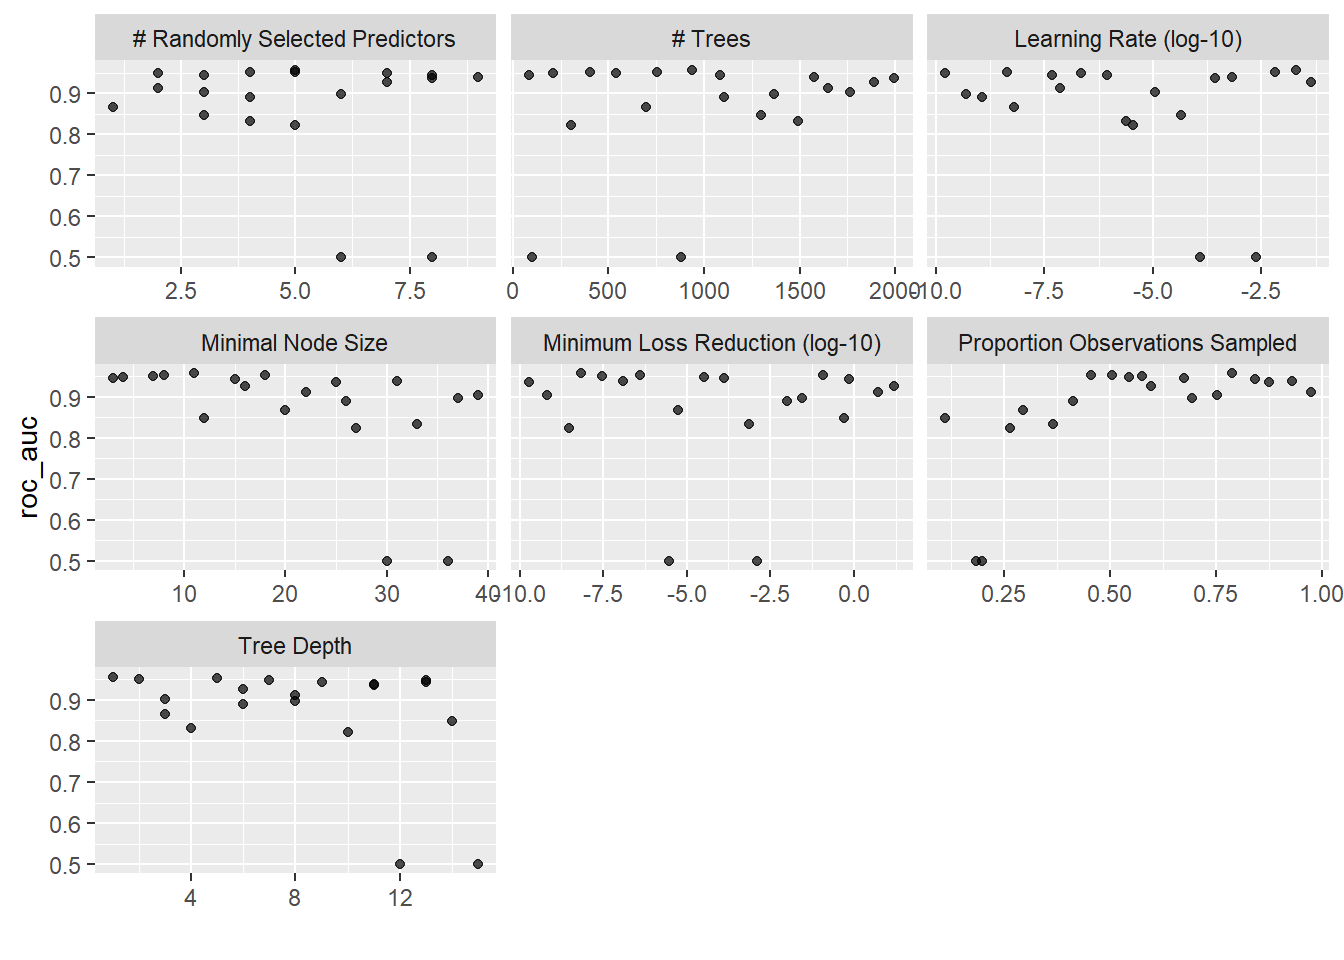 # Randomly Selected Predictors
# Trees
Learning Rate (log-10)
0.9
0.8
0.7
0.6
0.5
2.5 5.0 7.5
0 500 1000 1500 2000
-10.0 -7.5 -5.0 -2.5
Minimal Node Size
Minimum Loss Reduction (log-10)
Proportion Observations Sampled
roc_auc
0.9
0.8
0.7
0.6
0.5
10 20 30 40
-10.0 -7.5 -5.0 -2.5 0.0
0.25 0.50 0.75 1.00
Tree Depth
0.9
0.8
0.7
0.6
0.5
4 8 12